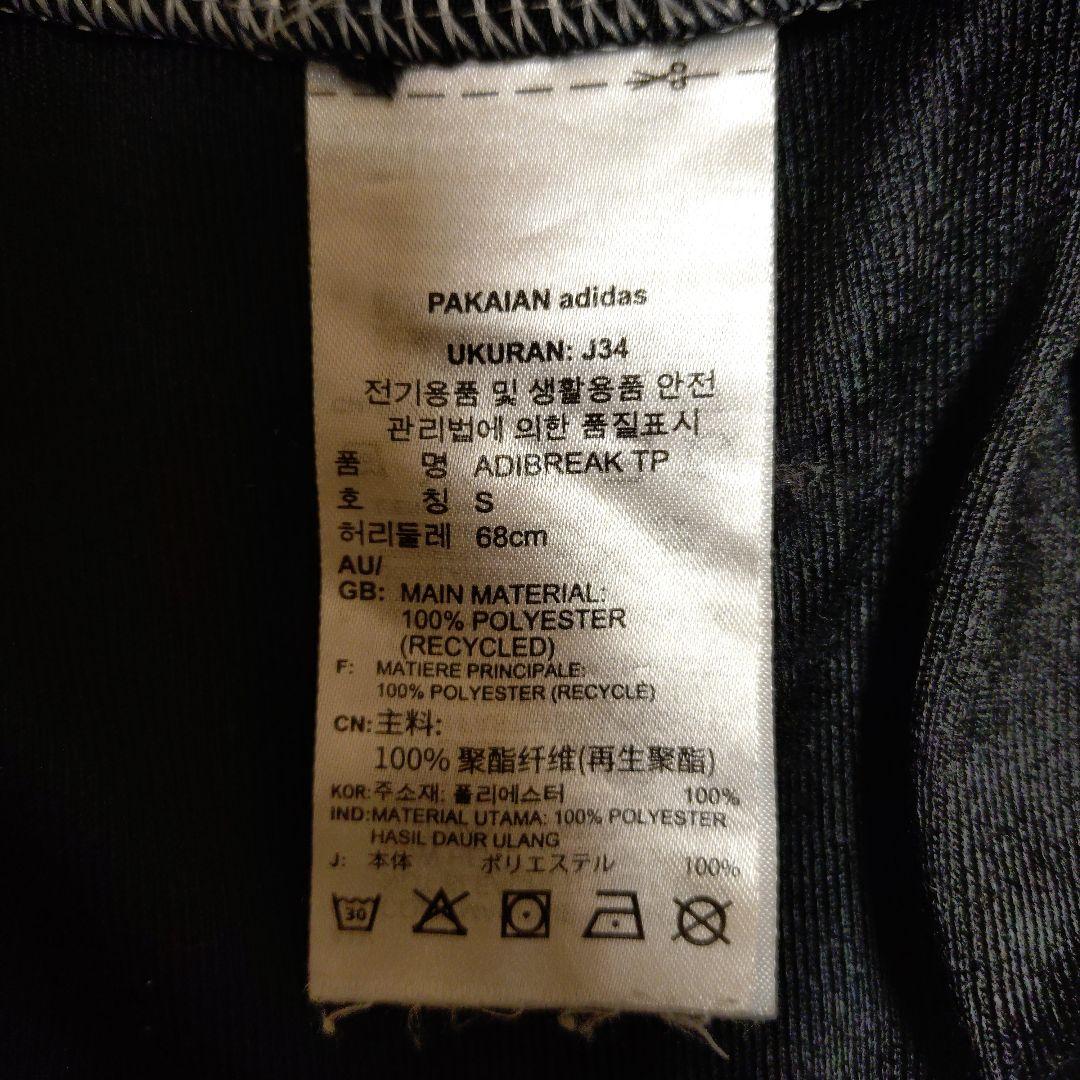 PAKAIAN adidas
UKURAN: J34
전기용품 및 생활용품 안전
관리법에 의한 품질표시
품 명 ADIBREAK TP
호 칭 S
허리둘레 68cm
AU/
GB: MAIN MATERIAL:
100% POLYESTER
(RECYCLED)
F: MATIERE PRINCIPALE:
100% POLYESTER (RECYCLÉ)
CN: 主料:
100% 聚酯纤维(再生聚酯)
KOR: 주소재: 폴리에스터 100%
IND:MATERIAL UTAMA: 100% POLYESTER
HASIL DAUR ULANG
J: 本体 ポリエステル 100%
30